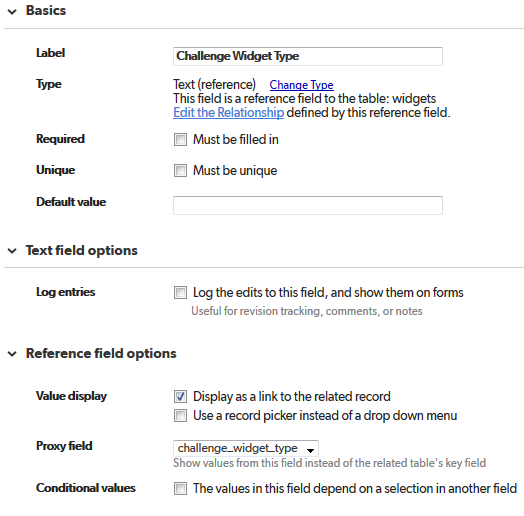 Basics
Label
Challenge Widget Type
Type
Text (reference) Change Type
This field is a reference field to the table: widgets
Edit the Relationship defined by this reference field.
Required
Must be filled in
Unique
Must be unique
Default value
Text field options
Log entries
Log the edits to this field, and show them on forms
Useful for revision tracking, comments, or notes
Reference field options
Value display
Display as a link to the related record
Use a record picker instead of a drop down menu
Proxy field
challenge_widget_type
Show values from this field instead of the related table's key field
Conditional values
The values in this field depend on a selection in another field